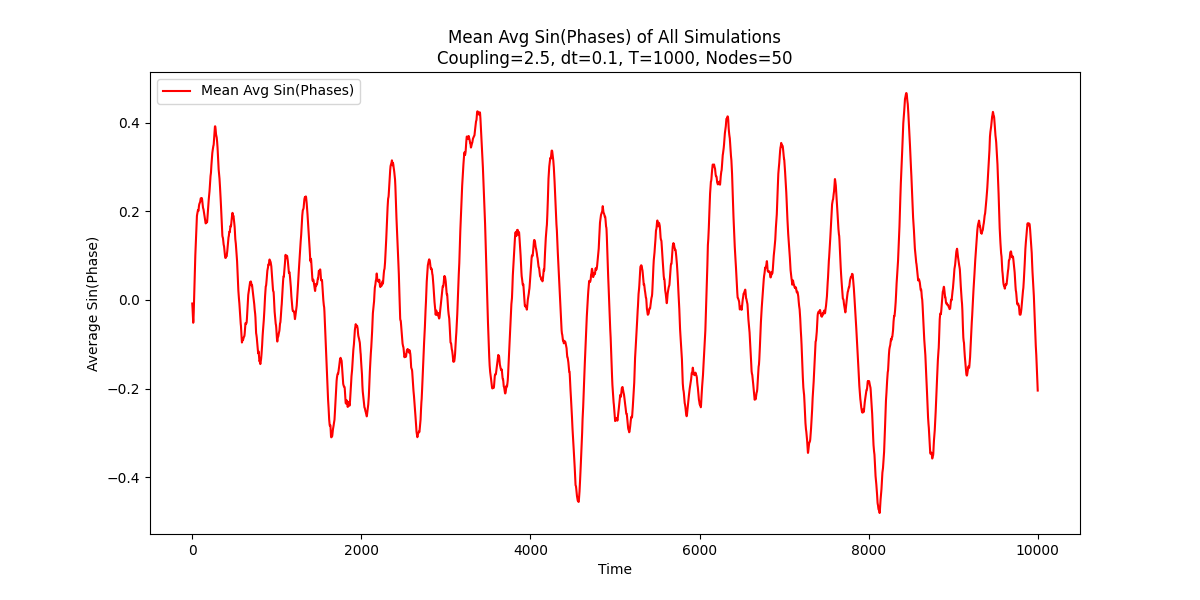 Mean Avg Sin(Phases) of All Simulations
Coupling=2.5, dt=0.1, T=1000, Nodes=50
Mean Avg Sin(Phases)
Average Sin(Phase)
0.4
0.2
0.0
−0.2
−0.4
0 2000 4000 6000 8000 10000
Time